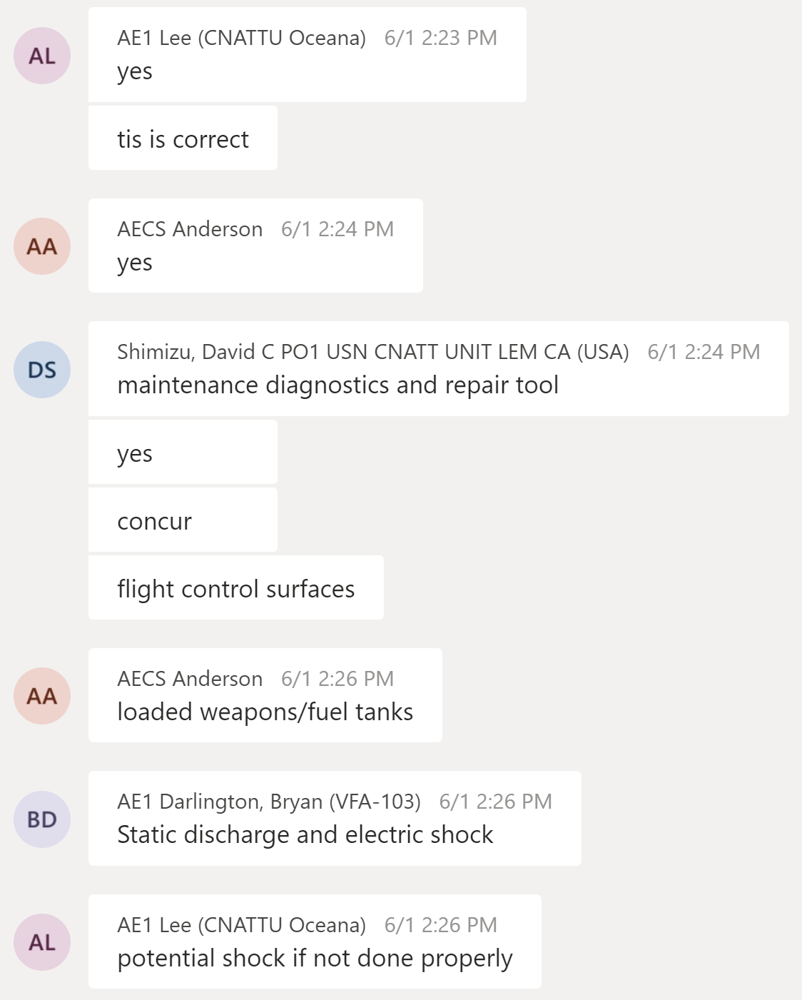 AL
AE1 Lee (CNATTU Oceana) 6/1 2:23 PM
yes
tis is correct
AA
AECS Anderson 6/1 2:24 PM
yes
DS
Shimizu, David C PO1 USN CNATT UNIT LEM CA (USA) 6/1 2:24 PM
maintenance diagnostics and repair tool
yes
concur
flight control surfaces
AA
AECS Anderson 6/1 2:26 PM
loaded weapons/fuel tanks
BD
AE1 Darlington, Bryan (VFA-103) 6/1 2:26 PM
Static discharge and electric shock
AL
AE1 Lee (CNATTU Oceana) 6/1 2:26 PM
potential shock if not done properly